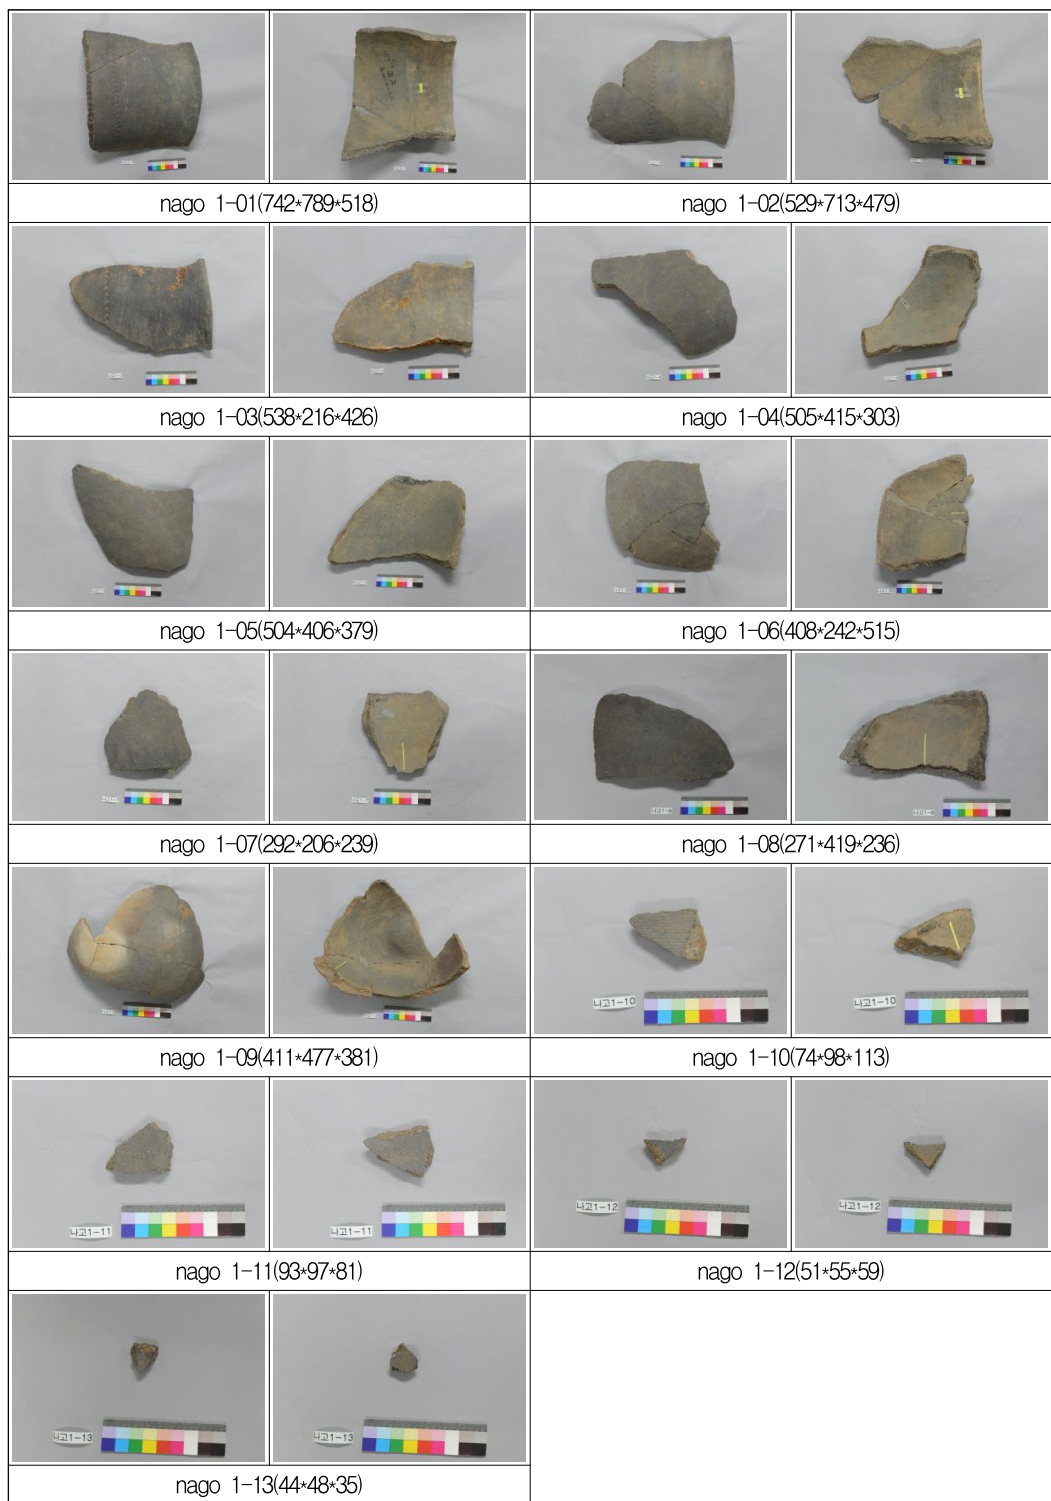 nago 1-01(742*789*518)
nago 1-02(529*713*479)
nago 1-03(538*216*426)
nago 1-04(505*415*303)
nago 1-05(504*406*379)
nago 1-06(408*242*515)
nago 1-07(292*206*239)
nago 1-08(271*419*236)
나고1-10
나고1-10
nago 1-09(411*477*381)
nago 1-10(74*98*113)
나고1-11
나고1-11
나고1-12
나고1-12
nago 1-11(93*97*81)
nago 1-12(51*55*59)
나고1-13
나고1-13
nago 1-13(44*48*35)